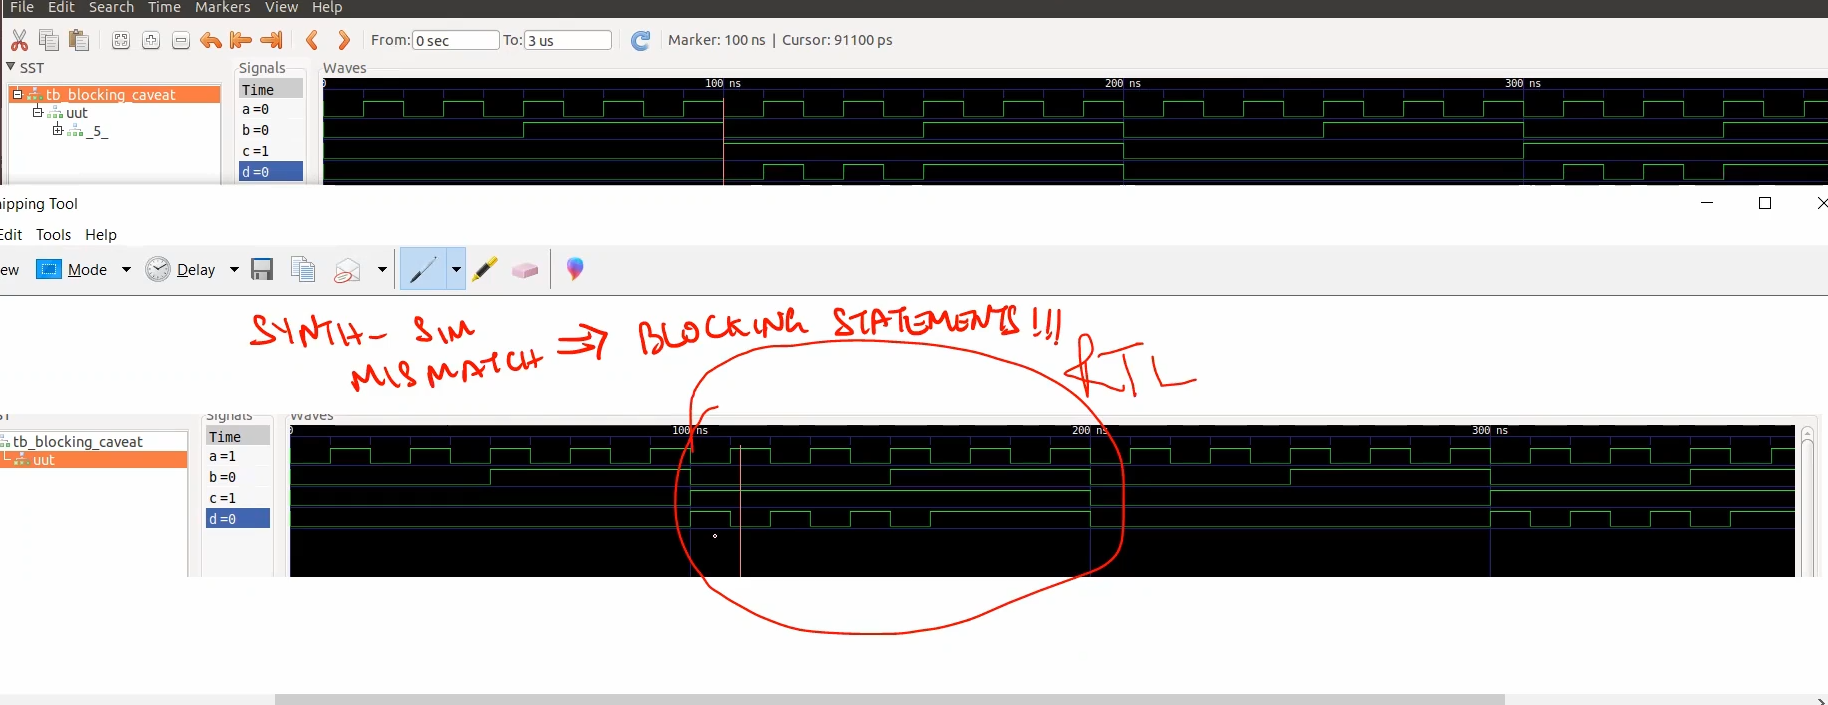 File Edit Search Time Markers View Help
From: 0 sec To: 3 us Marker: 100 ns | Cursor: 91100 ps
SST Signals Waves
Time 0 100 ns 200 ns 300 ns
tb_blocking_caveat
a=0
uut
b=0
_5_
c=1
d=0
nipping Tool
Edit Tools Help
ew Mode Delay
SYNTH- SIM
MISMATCH ⇒ BLOCKING STATEMENTS!!!
RTL
ST Signals Waves
Time 0 100 ns 200 ns 300 ns
tb_blocking_caveat
a=1
uut
b=0
c=1
d=0